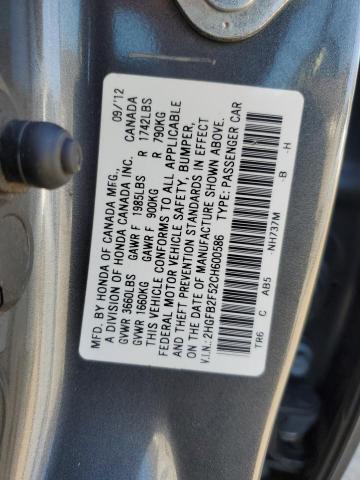 MFD. BY HONDA OF CANADA MFG., 09/'12
A DIVISION OF HONDA CANADA INC. CANADA
GVWR 3660LBS GAWR F 1985LBS R 1742LBS
GVWR 1660KG GAWR F 900KG R 790KG
THIS VEHICLE CONFORMS TO ALL APPLICABLE
FEDERAL MOTOR VEHICLE SAFETY, BUMPER,
AND THEFT PREVENTION STANDARDS IN EFFECT
ON THE DATE OF MANUFACTURE SHOWN ABOVE.
V.I.N.: 2HGFB2F52CH600586 TYPE: PASSENGER CAR
TR6 C AB5 -NH737M -B -H